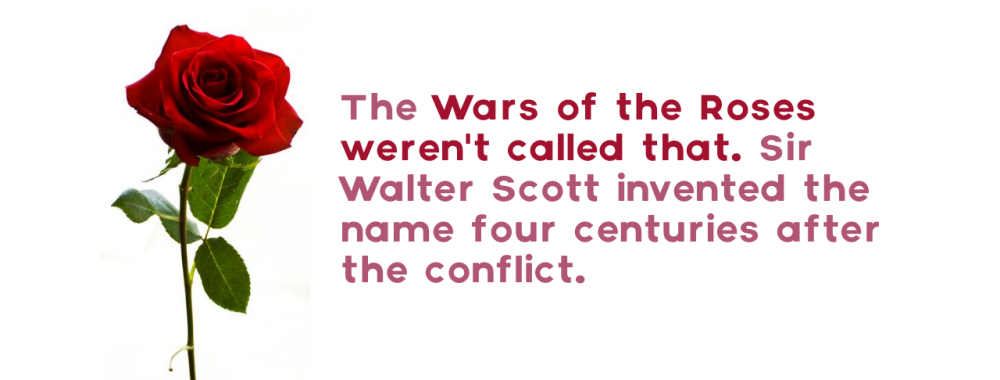 The Wars of the Roses
weren't called that. Sir
Walter Scott invented the
name four centuries after
the conflict.